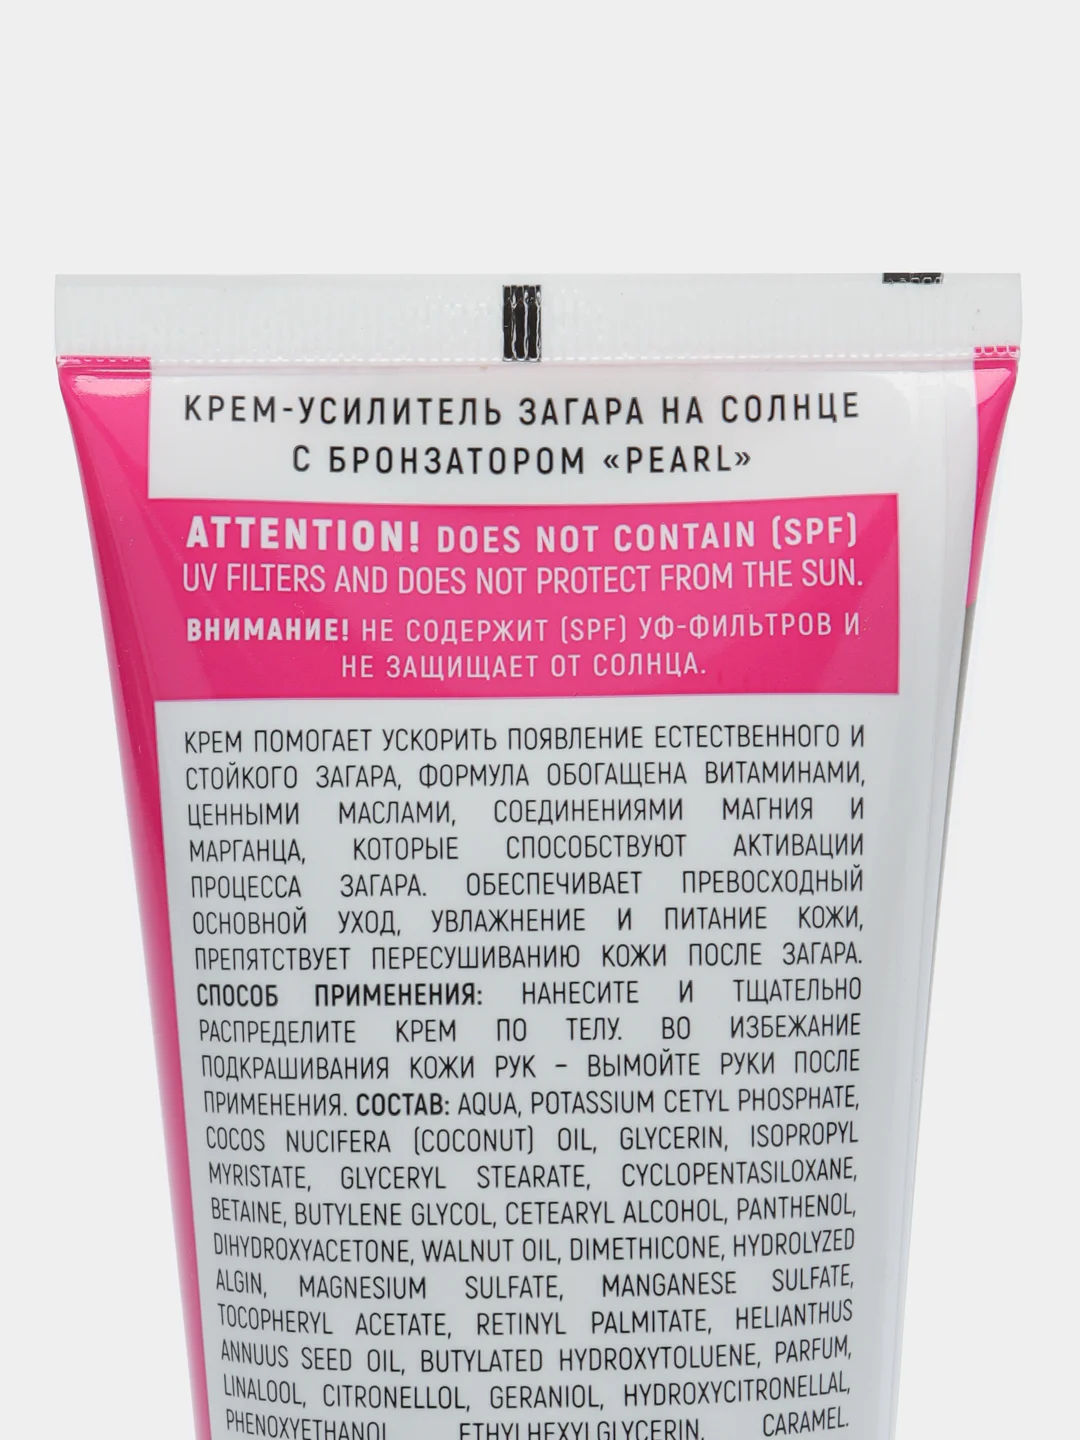 КРЕМ-УСИЛИТЕЛЬ ЗАГАРА НА СОЛНЦЕ
С БРОНЗАТОРОМ «PEARL»
ATTENTION! DOES NOT CONTAIN (SPF)
UV FILTERS AND DOES NOT PROTECT FROM THE SUN.
ВНИМАНИЕ! НЕ СОДЕРЖИТ (SPF) УФ-ФИЛЬТРОВ И
НЕ ЗАЩИЩАЕТ ОТ СОЛНЦА.
КРЕМ ПОМОГАЕТ УСКОРИТЬ ПОЯВЛЕНИЕ ЕСТЕСТВЕННОГО И
СТОЙКОГО ЗАГАРА, ФОРМУЛА ОБОГАЩЕНА ВИТАМИНАМИ,
ЦЕННЫМИ МАСЛАМИ, СОЕДИНЕНИЯМИ МАГНИЯ И
МАРГАНЦА, КОТОРЫЕ СПОСОБСТВУЮТ АКТИВАЦИИ
ПРОЦЕССА ЗАГАРА. ОБЕСПЕЧИВАЕТ ПРЕВОСХОДНЫЙ
ОСНОВНОЙ УХОД, УВЛАЖНЕНИЕ И ПИТАНИЕ КОЖИ,
ПРЕПЯТСТВУЕТ ПЕРЕСУШИВАНИЮ КОЖИ ПОСЛЕ ЗАГАРА.
СПОСОБ ПРИМЕНЕНИЯ: НАНЕСИТЕ И ТЩАТЕЛЬНО
РАСПРЕДЕЛИТЕ КРЕМ ПО ТЕЛУ. ВО ИЗБЕЖАНИЕ
ПОДКРАШИВАНИЯ КОЖИ РУК – ВЫМОЙТЕ РУКИ ПОСЛЕ
ПРИМЕНЕНИЯ. СОСТАВ: AQUA, POTASSIUM CETYL PHOSPHATE,
COCOS NUCIFERA (COCONUT) OIL, GLYCERIN, ISOPROPYL
MYRISTATE, GLYCERYL STEARATE, CYCLOPENTASILOXANE,
BETAINE, BUTYLENE GLYCOL, CETEARYL ALCOHOL, PANTHENOL,
DIHYDROXYACETONE, WALNUT OIL, DIMETHICONE, HYDROLYZED
ALGIN, MAGNESIUM SULFATE, MANGANESE SULFATE,
TOCOPHERYL ACETATE, RETINYL PALMITATE, HELIANTHUS
ANNUUS SEED OIL, BUTYLATED HYDROXYTOLUENE, PARFUM,
LINALOOL, CITRONELLOL, GERANIOL, HYDROXYCITRONELLAL,
PHENOXYETHANOL, ETHYLHEXYLGLYCERIN, CARAMEL.